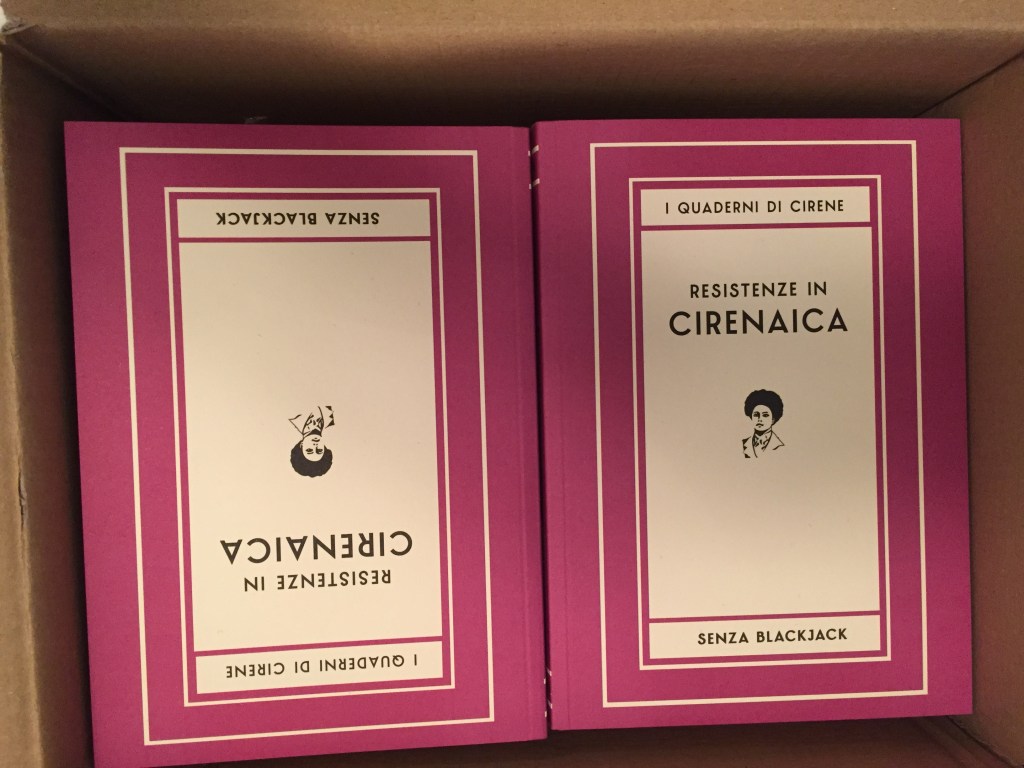 SENZA BLACKJACK
CIRENAICA
RESISTENZE IN
I QUADERNI DI CIRENE
I QUADERNI DI CIRENE
RESISTENZE IN
CIRENAICA
SENZA BLACKJACK